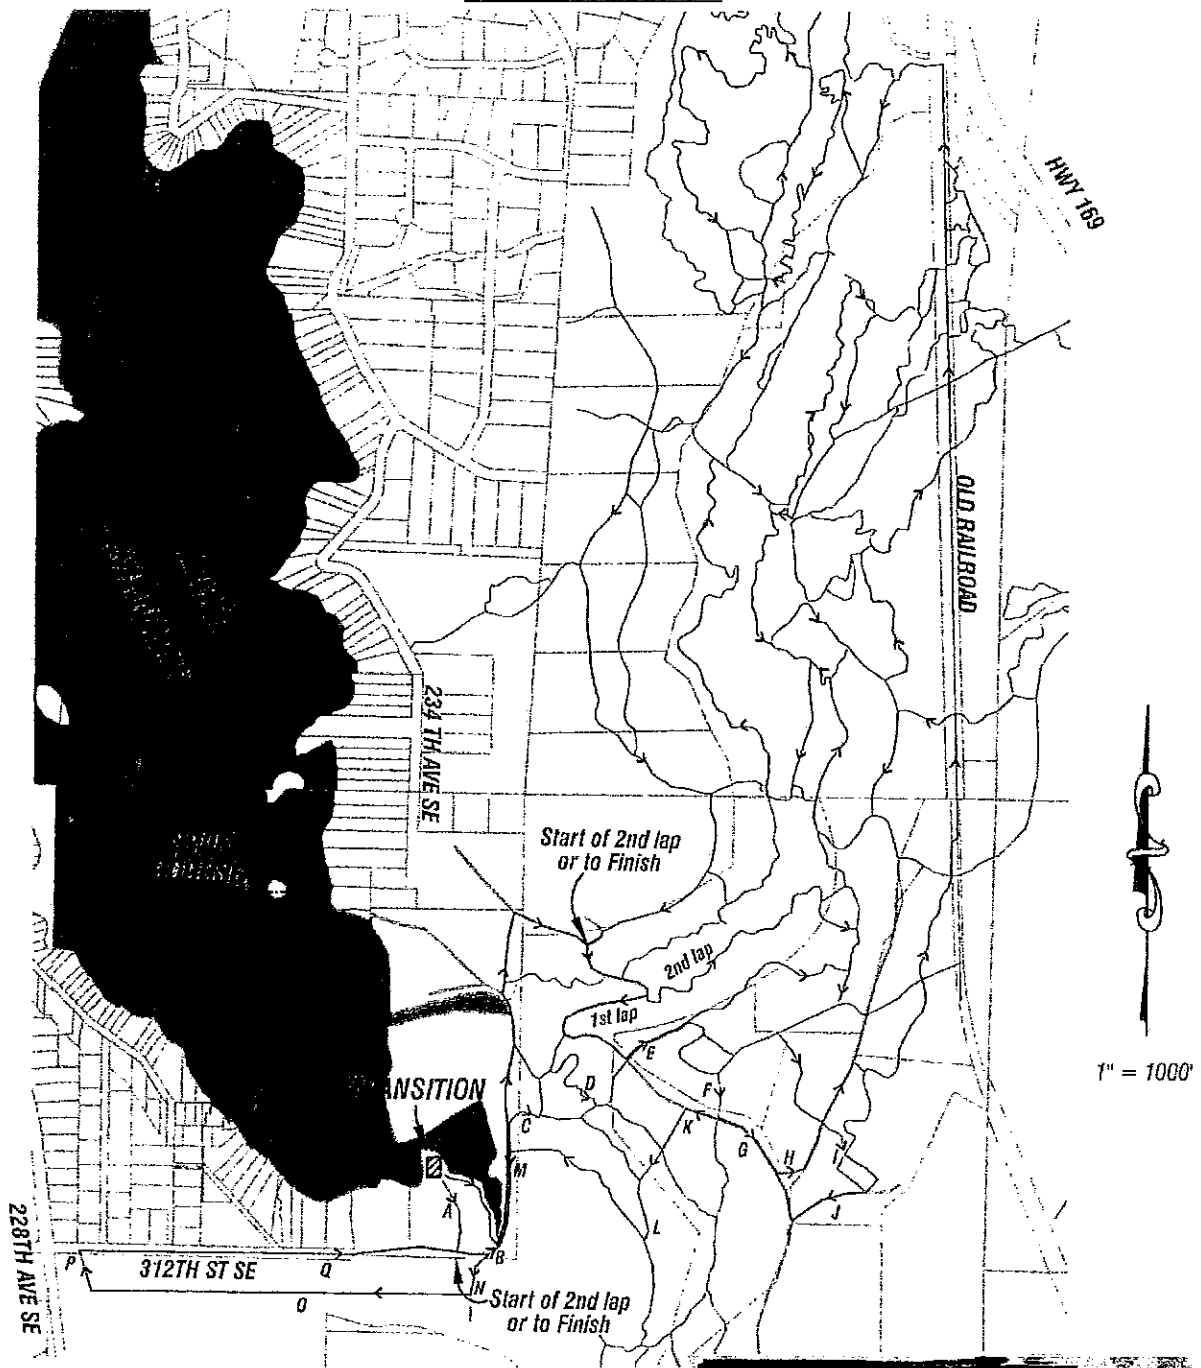 HWY 169
OLD RAILROAD
234 TH AVE SE
Start of 2nd lap
or to Finish
2nd lap
1st lap
E
1" = 1000'
ANSITION
D
F
C
K
G
M
H
I
A
J
L
B
P
312TH ST SE
Q
N
O
Start of 2nd lap
or to Finish
228TH AVE SE